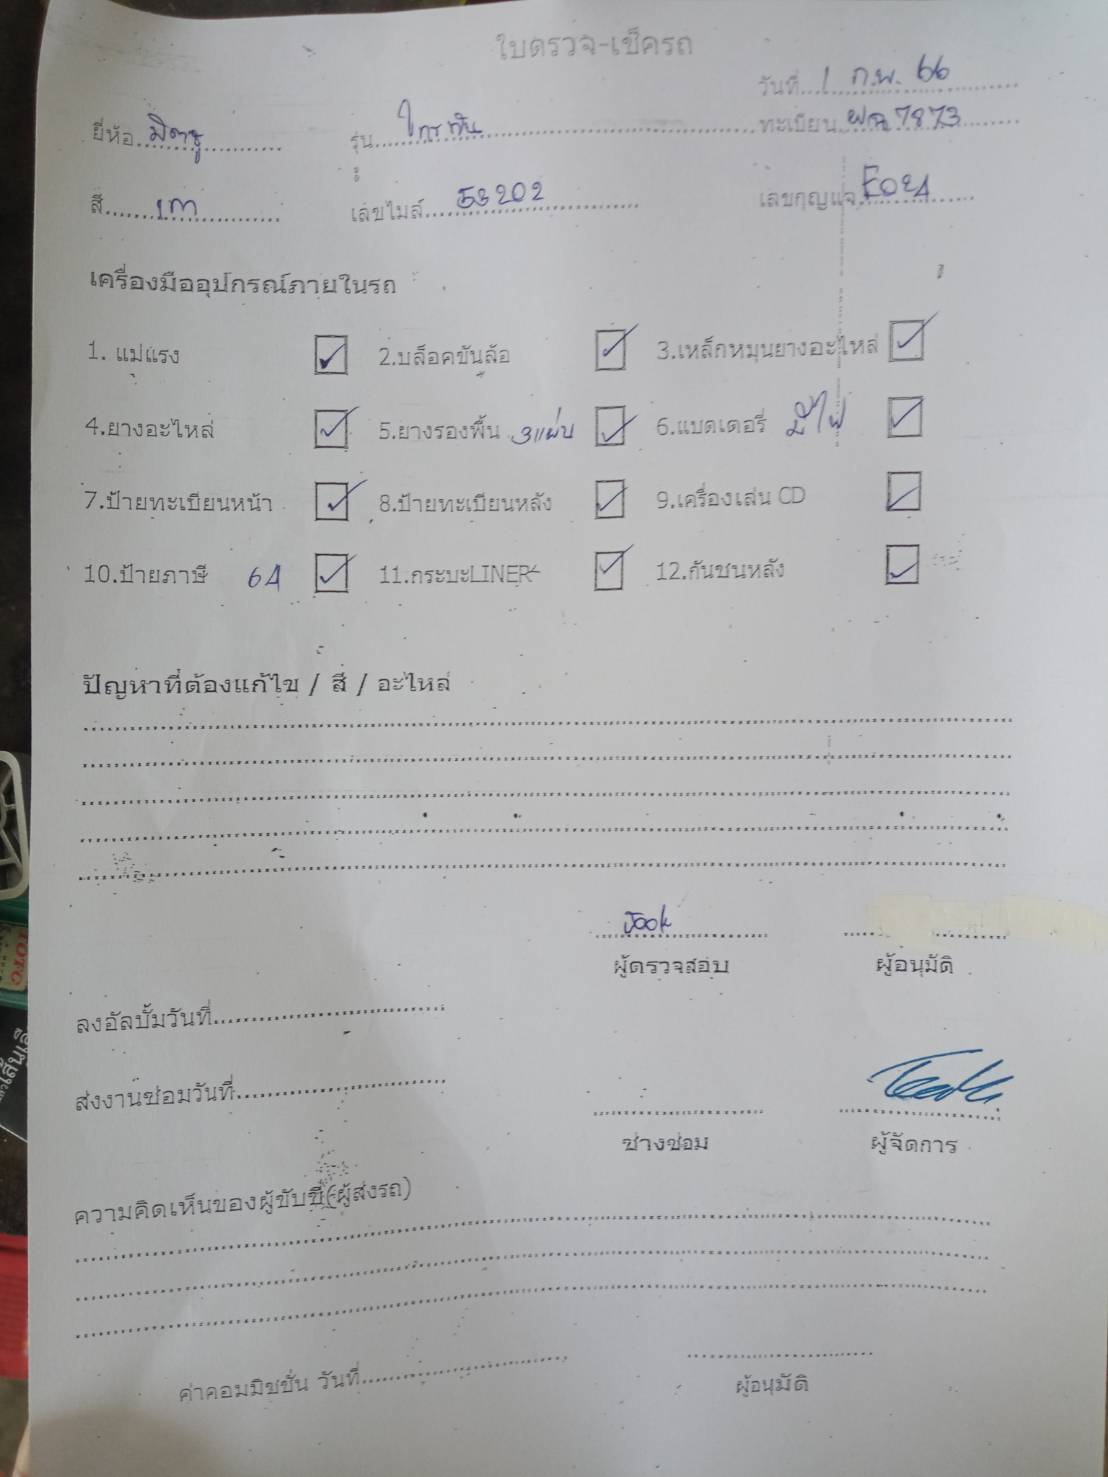 ใบตรวจ-เช็ครถ
วันที่ 1 ก.พ. 66
ยี่ห้อ มิตซู รุ่น ไทรทัน ทะเบียน 7873
สี เทา เลขไมล์ 53202 เลขกุญแจ
เครื่องมืออุปกรณ์ภายในรถ
1. แม่แรง 2.บล็อคขันล้อ 3.เหล็กหมุนยางอะไหล่
4.ยางอะไหล่ 5.ยางรองพื้น 3แผ่น 6.แบตเตอรี่ มีไฟ
7.ป้ายทะเบียนหน้า 8.ป้ายทะเบียนหลัง 9.เครื่องเล่น CD
10.ป้ายภาษี 64 11.กระบะLINER 12.กันชนหลัง
ปัญหาที่ต้องแก้ไข / สี / อะไหล่
ผู้ตรวจสอบ ผู้อนุมัติ
ลงอัลบั้มวันที่
ส่งงานซ่อมวันที่
ช่างซ่อม ผู้จัดการ
ความคิดเห็นของผู้ขับขี่(ผู้ส่งรถ)
ค่าคอมมิชชั่น วันที่
ผู้อนุมัติ